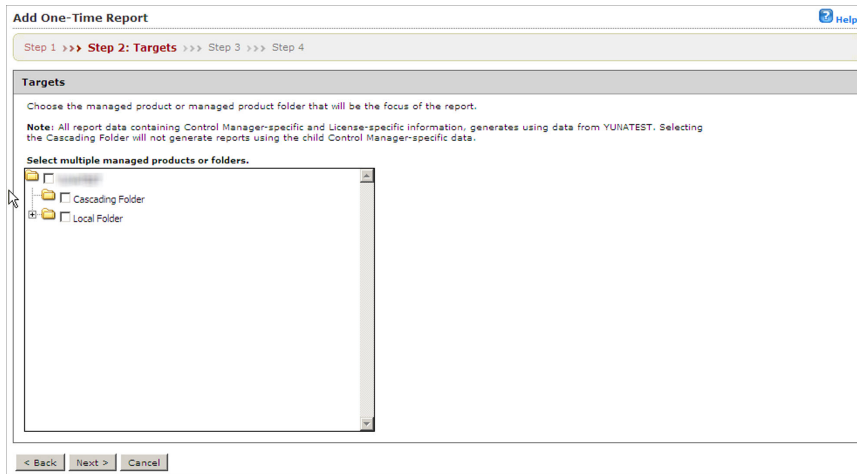 Add One-Time Report
Help
Step 1 >>> Step 2: Targets >>> Step 3 >>> Step 4
Targets
Choose the managed product or managed product folder that will be the focus of the report.
Note: All report data containing Control Manager-specific and License-specific information, generates using data from YUNATEST. Selecting
the Cascading Folder will not generate reports using the child Control Manager-specific data.
Select multiple managed products or folders.
Cascading Folder
Local Folder
< Back Next > Cancel